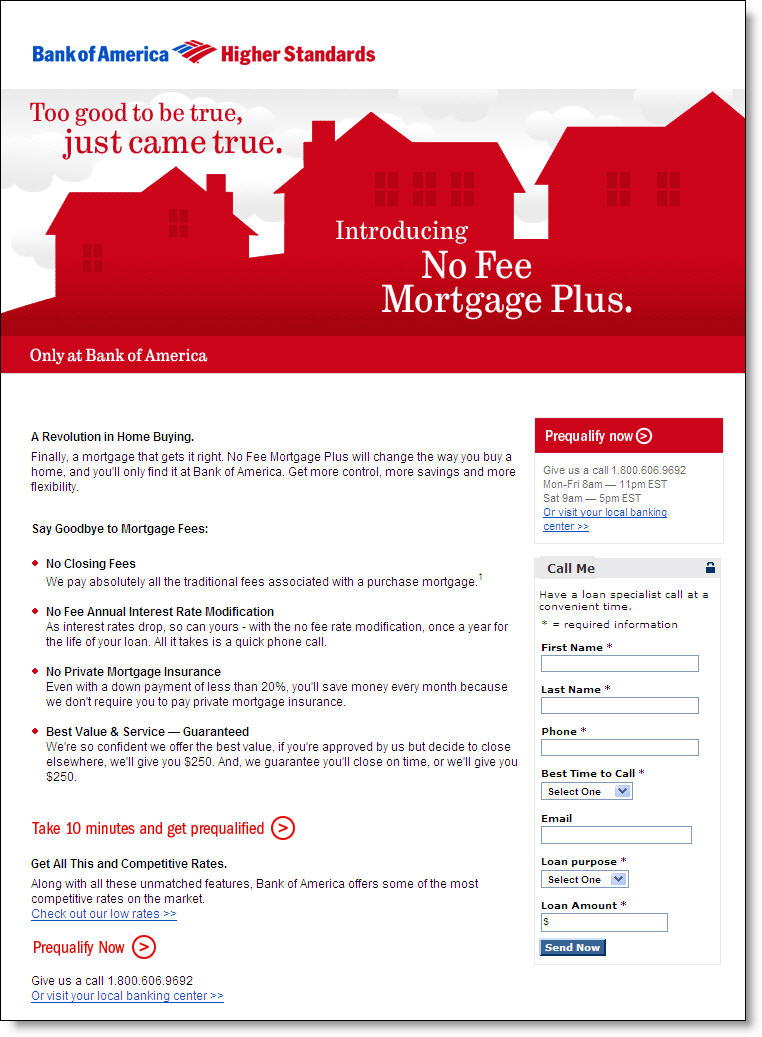 Bank of America Higher Standards
Too good to be true,
just came true.
Introducing
No Fee
Mortgage Plus.
Only at Bank of America
A Revolution in Home Buying.
Finally, a mortgage that gets it right. No Fee Mortgage Plus will change the way you buy a
home, and you'll only find it at Bank of America. Get more control, more savings and more
flexibility.
Say Goodbye to Mortgage Fees:
No Closing Fees
We pay absolutely all the traditional fees associated with a purchase mortgage.1
No Fee Annual Interest Rate Modification
As interest rates drop, so can yours - with the no fee rate modification, once a year for
the life of your loan. All it takes is a quick phone call.
No Private Mortgage Insurance
Even with a down payment of less than 20%, you'll save money every month because
we don't require you to pay private mortgage insurance.
Best Value & Service — Guaranteed
We're so confident we offer the best value, if you're approved by us but decide to close
elsewhere, we'll give you $250. And, we guarantee you'll close on time, or we'll give you
$250.
Take 10 minutes and get prequalified >
Get All This and Competitive Rates.
Along with all these unmatched features, Bank of America offers some of the most
competitive rates on the market.
Check out our low rates >>
Prequalify Now >
Give us a call 1.800.606.9692
Or visit your local banking center >>
Prequalify now >
Give us a call 1.800.606.9692
Mon-Fri 8am — 11pm EST
Sat 9am — 5pm EST
Or visit your local banking
center >>
Call Me
Have a loan specialist call at a
convenient time.
* = required information
First Name *
Last Name *
Phone *
Best Time to Call *
Select One
Email
Loan purpose *
Select One
Loan Amount *
$
Send Now